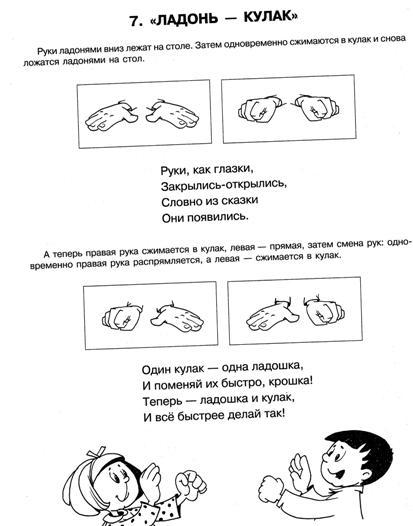 7. «ЛАДОНЬ — КУЛАК»
Руки ладонями вниз лежат на столе. Затем одновременно сжимаются в кулак и снова
ложатся ладонями на стол.
Руки, как глазки,
Закрылись-открылись,
Словно из сказки
Они появились.
А теперь правая рука сжимается в кулак, левая — прямая, затем смена рук: одно-
временно правая рука распрямляется, а левая — сжимается в кулак.
Один кулак — одна ладошка,
И поменяй их быстро, крошка!
Теперь — ладошка и кулак,
И всё быстрее делай так!